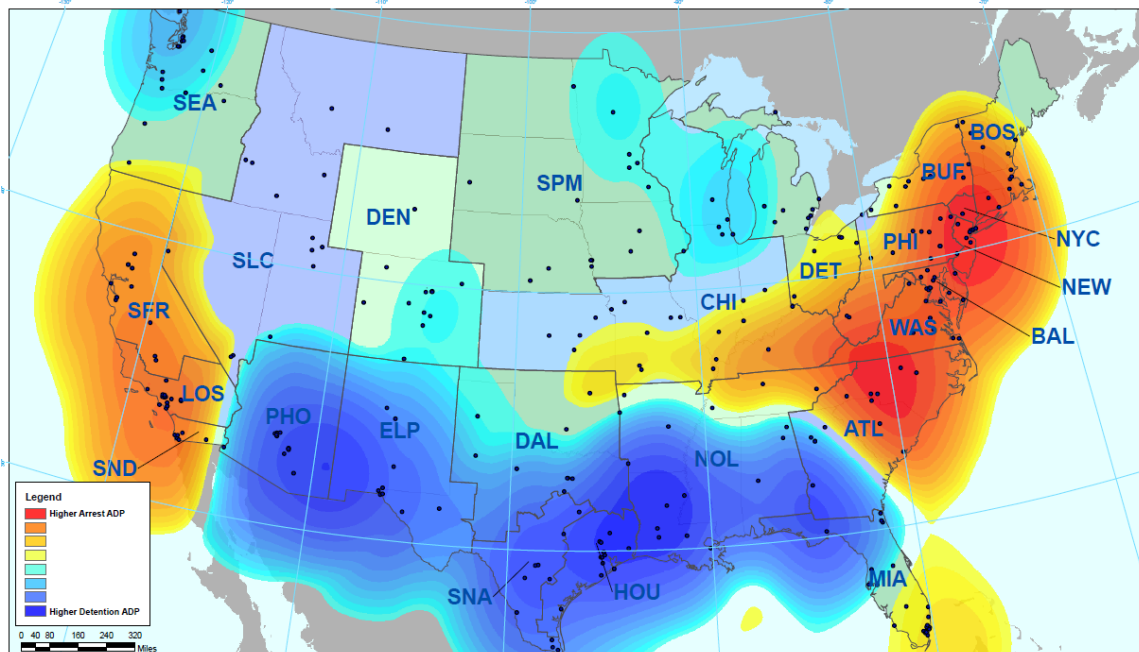 SEA
BOS
BUF
SPM
DEN
PHI
NYC
SLC
DET
NEW
CHI
SFR
WAS
BAL
LOS
PHO
ELP
DAL
ATL
NOL
SND
Legend
Higher Arrest ADP
MIA
SNA
HOU
Higher Detention ADP
0 40 80 160 240 320
Miles